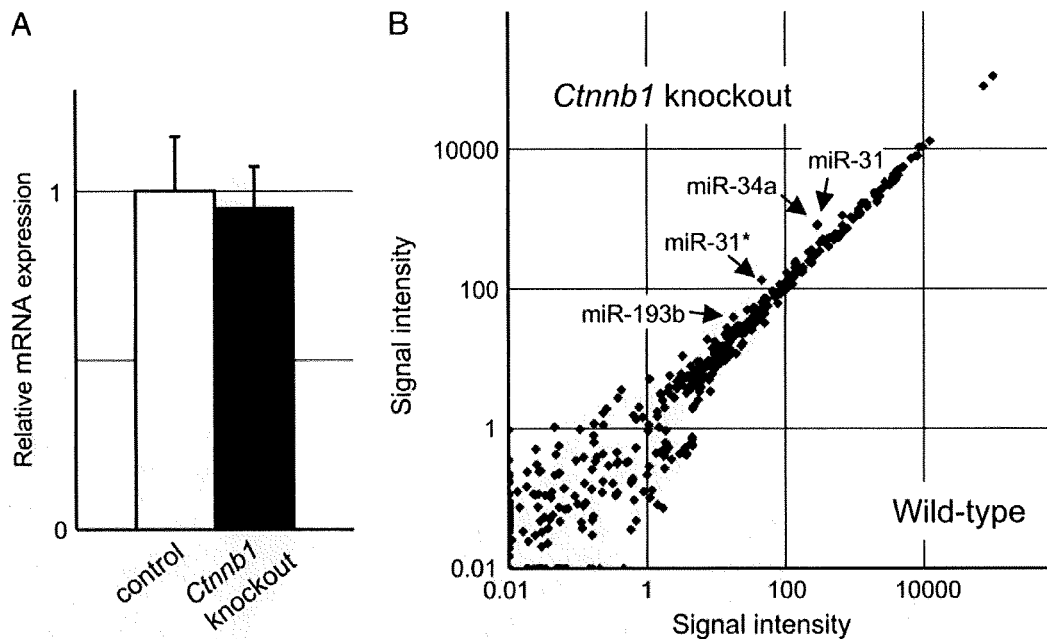 A
Relative mRNA expression
1
0
control
Ctnnb1
knockout
B
Ctnnb1 knockout
Signal intensity
10000
100
1
0.01
miR-31
miR-34a
miR-31*
miR-193b
Wild-type
0.01
1
100
10000
Signal intensity